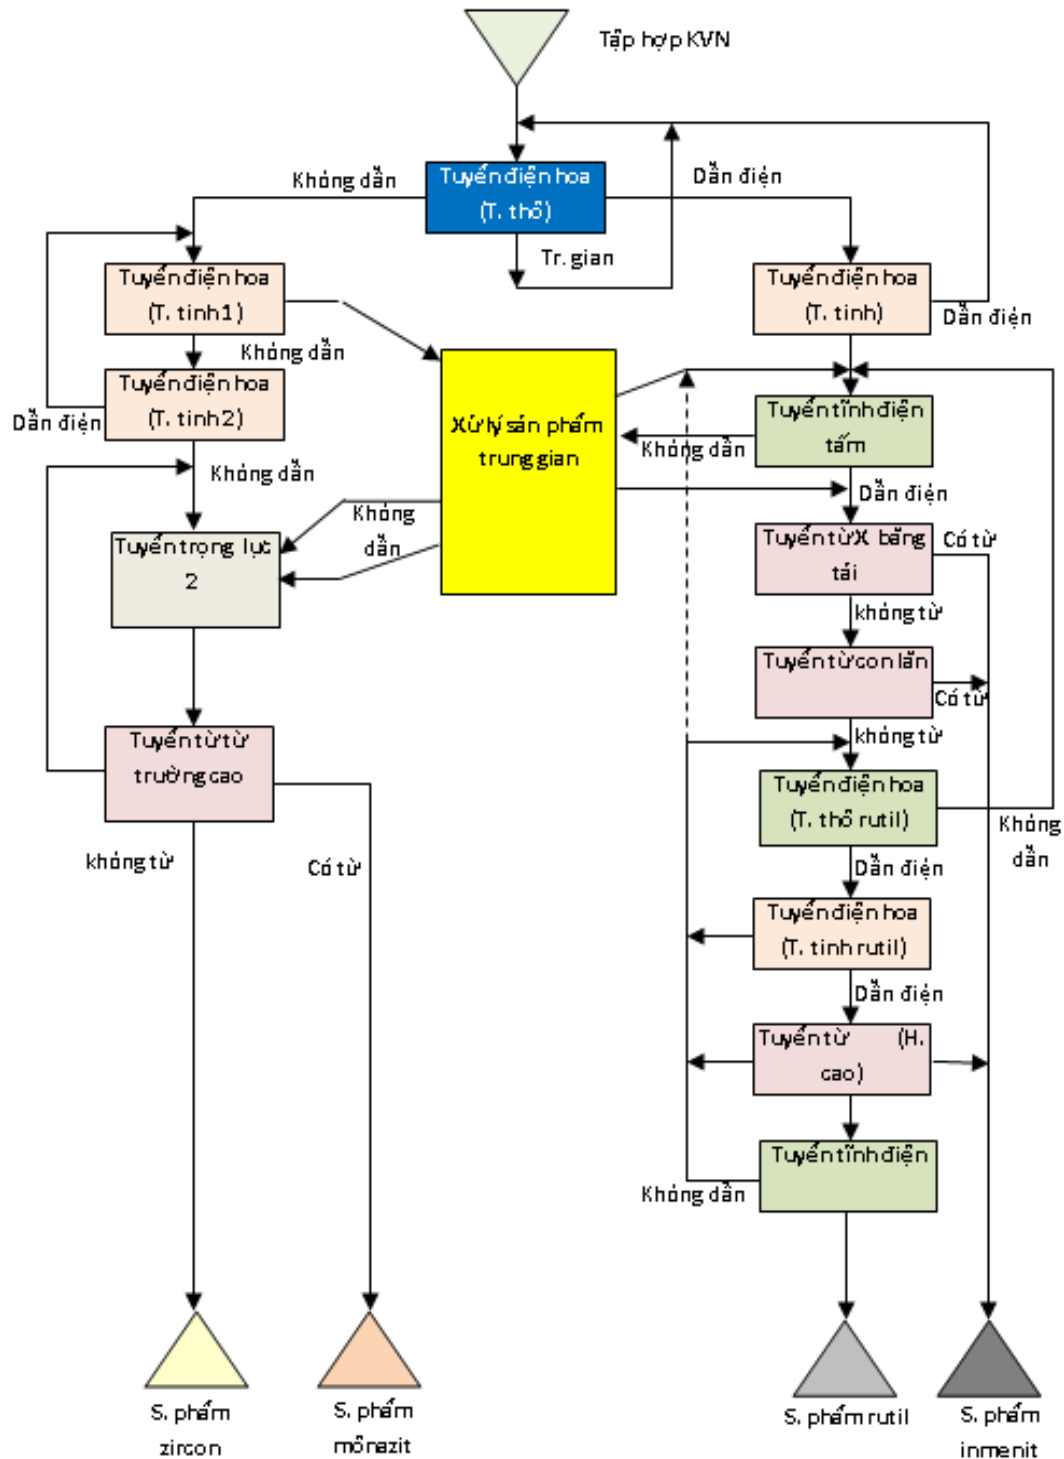 Tập hợp KVN
Không dẫn
Tuyển điện hoa
(T. thô)
Dẫn điện
Tr. gian
Tuyển điện hoa
(T. tinh 1)
Tuyển điện hoa
(T. tinh)
Dẫn điện
Không dẫn
Tuyển điện hoa
(T. tinh 2)
Dẫn điện
Xử lý sản phẩm
trung gian
Tuyển tĩnh điện
tấm
Không dẫn
Không dẫn
Dẫn điện
Không
dẫn
Tuyển trọng lực
2
Tuyển từ X băng
tải
Có từ
không từ
Tuyển từ con lăn
Có từ
không từ
Tuyển từ từ
trường cao
Tuyển điện hoa
(T. thô rutil)
Không
dẫn
không từ
Có từ
Dẫn điện
Tuyển điện hoa
(T. tinh rutil)
Dẫn điện
Tuyển từ (H.
cao)
Tuyển tĩnh điện
Không dẫn
S. phẩm
zircon
S. phẩm
mônazit
S. phẩm rutil
S. phẩm
inmenit